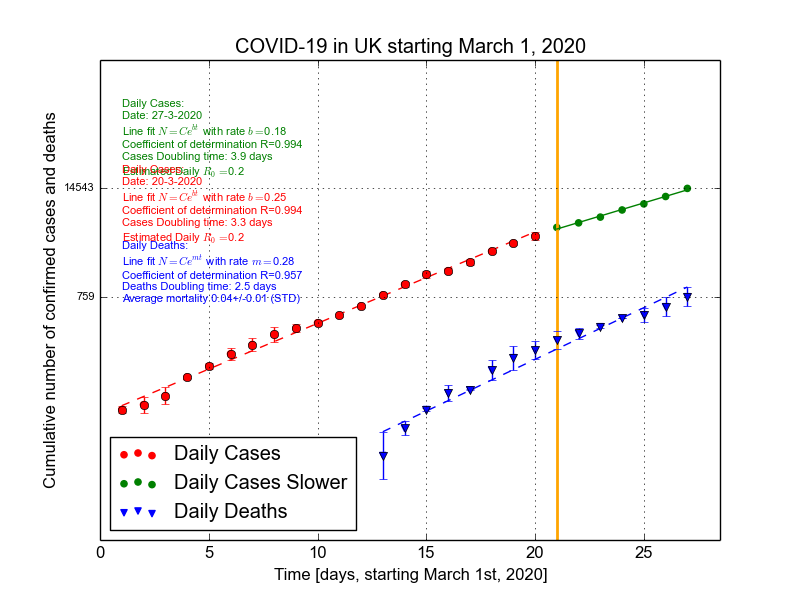 COVID-19 in UK starting March 1, 2020
Cumulative number of confirmed cases and deaths
14543
759
Daily Cases:
Date: 27-3-2020
Line fit N = Ce^{bt} with rate b = 0.18
Coefficient of determination R=0.994
Cases Doubling time: 3.9 days
Estimated Daily R_0 = 0.2
Daily Cases:
Date: 20-3-2020
Line fit N = Ce^{bt} with rate b = 0.25
Coefficient of determination R=0.994
Cases Doubling time: 3.3 days
Estimated Daily R_0 = 0.2
Daily Deaths:
Line fit N = Ce^{mt} with rate m = 0.28
Coefficient of determination R=0.957
Deaths Doubling time: 2.5 days
Average mortality:0.04+/-0.01 (STD)
Daily Cases
Daily Cases Slower
Daily Deaths
0 5 10 15 20 25
Time [days, starting March 1st, 2020]